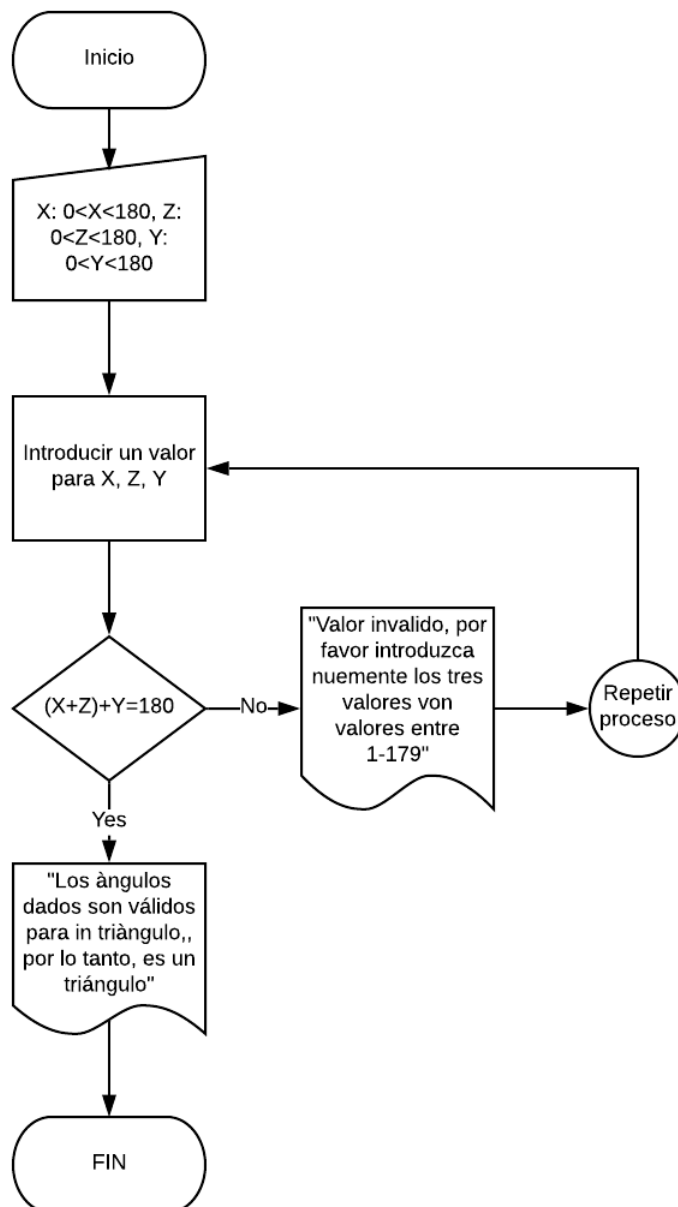 Inicio
X: 0<X<180, Z:
0<Z<180, Y:
0<Y<180
Introducir un valor
para X, Z, Y
(X+Z)+Y=180
No
"Valor invalido, por
favor introduzca
nuemente los tres
valores von
valores entre
1-179"
Repetir
proceso
Yes
"Los àngulos
dados son válidos
para in triàngulo,,
por lo tanto, es un
triángulo"
FIN